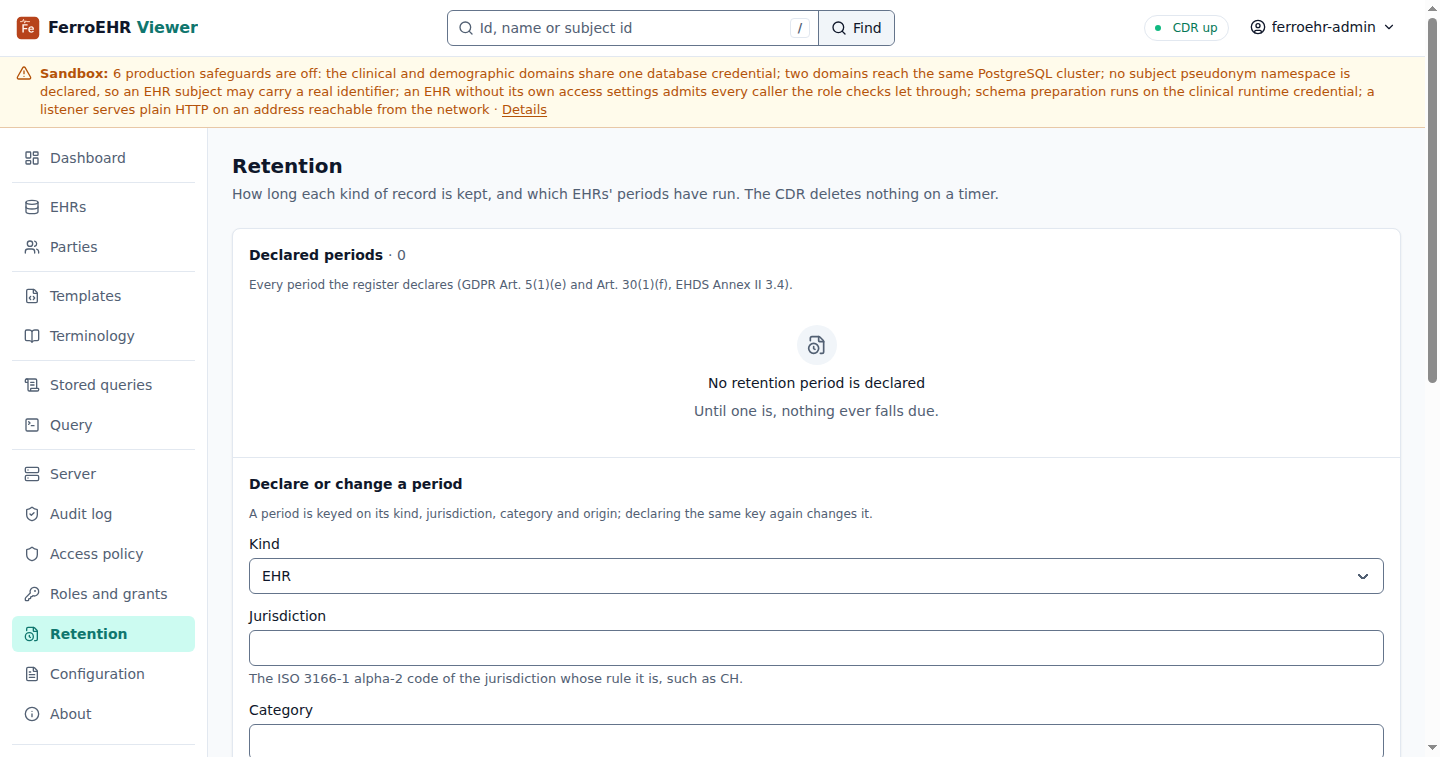 FerroEHR Viewer
Id, name or subject id
/
Find
CDR up
ferroehr-admin
Sandbox: 6 production safeguards are off: the clinical and demographic domains share one database credential; two domains reach the same PostgreSQL cluster; no subject pseudonym namespace is
declared, so an EHR subject may carry a real identifier; an EHR without its own access settings admits every caller the role checks let through; schema preparation runs on the clinical runtime credential; a
listener serves plain HTTP on an address reachable from the network · Details
Dashboard
EHRs
Parties
Templates
Terminology
Stored queries
Query
Server
Audit log
Access policy
Roles and grants
Retention
Configuration
About
Retention
How long each kind of record is kept, and which EHRs' periods have run. The CDR deletes nothing on a timer.
Declared periods · 0
Every period the register declares (GDPR Art. 5(1)(e) and Art. 30(1)(f), EHDS Annex II 3.4).
No retention period is declared
Until one is, nothing ever falls due.
Declare or change a period
A period is keyed on its kind, jurisdiction, category and origin; declaring the same key again changes it.
Kind
EHR
Jurisdiction
The ISO 3166-1 alpha-2 code of the jurisdiction whose rule it is, such as CH.
Category